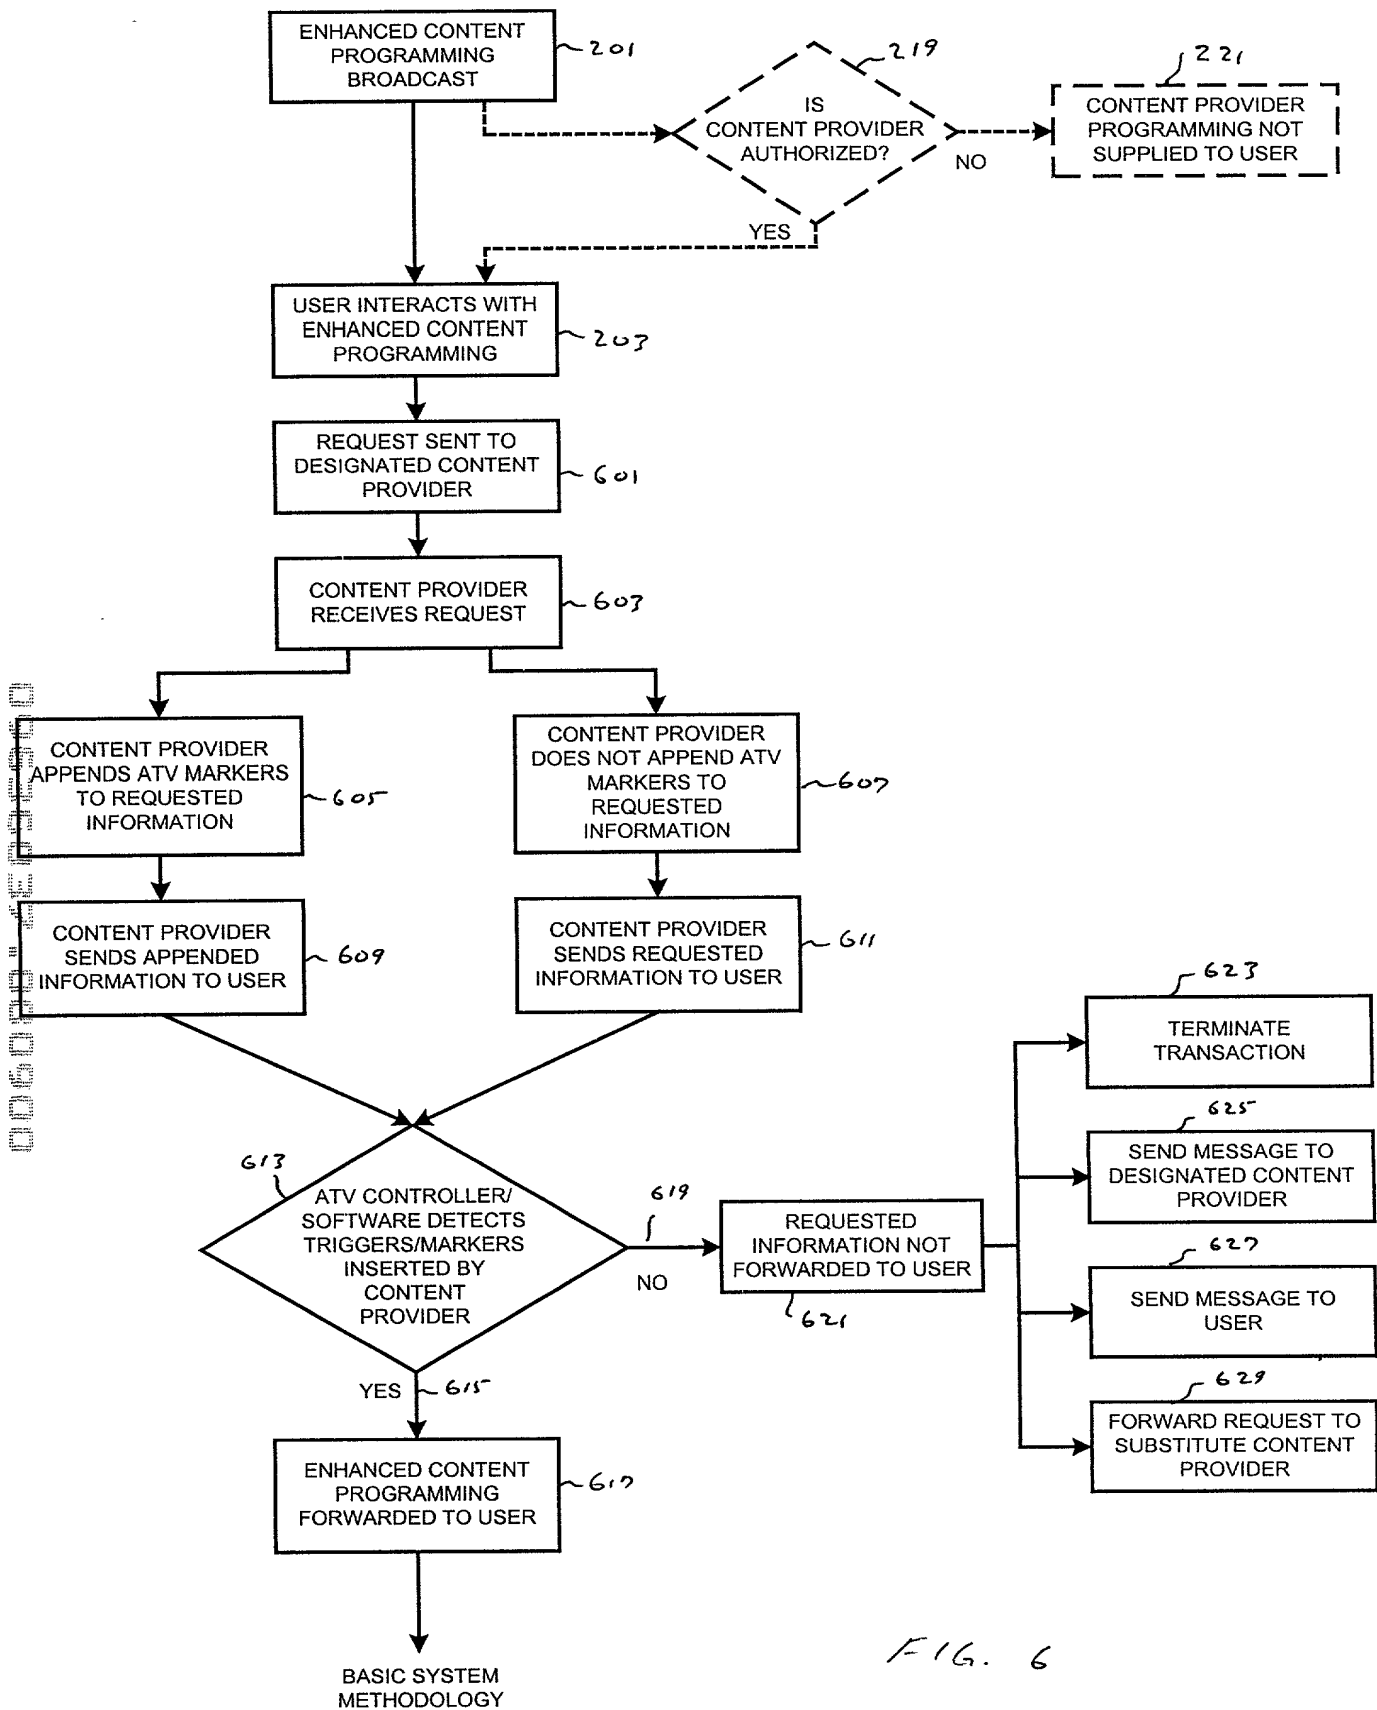 ENHANCED CONTENT
PROGRAMMING
BROADCAST
201
219
IS
CONTENT PROVIDER
AUTHORIZED?
221
CONTENT PROVIDER
PROGRAMMING NOT
SUPPLIED TO USER
NO
YES
USER INTERACTS WITH
ENHANCED CONTENT
PROGRAMMING
203
REQUEST SENT TO
DESIGNATED CONTENT
PROVIDER
601
CONTENT PROVIDER
RECEIVES REQUEST
603
CONTENT PROVIDER
APPENDS ATV MARKERS
TO REQUESTED
INFORMATION
605
CONTENT PROVIDER
DOES NOT APPEND ATV
MARKERS TO
REQUESTED
INFORMATION
607
CONTENT PROVIDER
SENDS APPENDED
INFORMATION TO USER
609
CONTENT PROVIDER
SENDS REQUESTED
INFORMATION TO USER
611
613
ATV CONTROLLER/
SOFTWARE DETECTS
TRIGGERS/MARKERS
INSERTED BY
CONTENT
PROVIDER
619
NO
REQUESTED
INFORMATION NOT
FORWARDED TO USER
621
623
TERMINATE
TRANSACTION
625
SEND MESSAGE TO
DESIGNATED CONTENT
PROVIDER
627
SEND MESSAGE TO
USER
629
FORWARD REQUEST TO
SUBSTITUTE CONTENT
PROVIDER
YES
615
ENHANCED CONTENT
PROGRAMMING
FORWARDED TO USER
617
BASIC SYSTEM
METHODOLOGY
FIG. 6